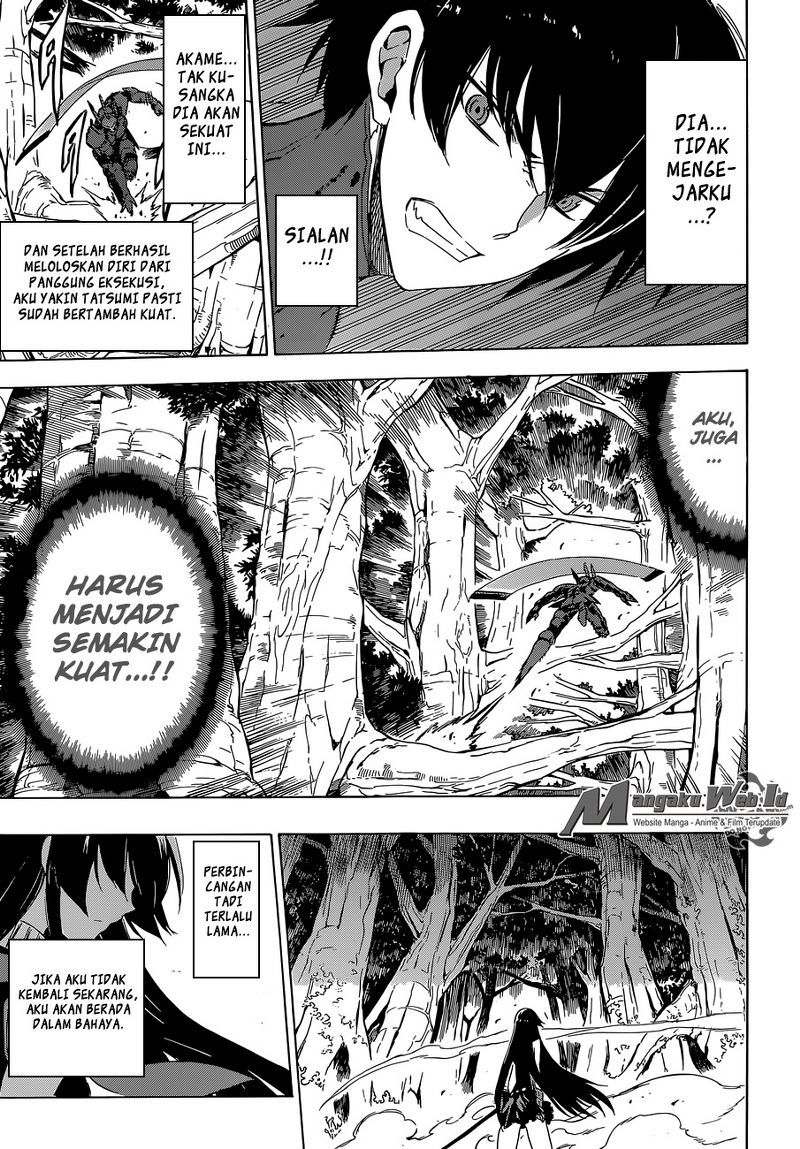 DIA...
TIDAK
MENGE-
JARKU
...?
SIALAN
...!!
AKAME...
TAK KU-
SANGKA
DIA AKAN
SEKUAT
INI...
DAN SETELAH BERHASIL
MELOLOSKAN DIRI DARI
PANGGUNG EKSEKUSI,
AKU YAKIN TATSUMI PASTI
SUDAH BERTAMBAH KUAT.
AKU,
JUGA
...
HARUS
MENJADI
SEMAKIN
KUAT...!!
Mangaku.Web.Id
Website Manga - Anime & Film Terupdate
PERBIN-
CANGAN
TADI
TERLALU
LAMA...
JIKA AKU TIDAK
KEMBALI SEKARANG,
AKU AKAN BERADA
DALAM BAHAYA.